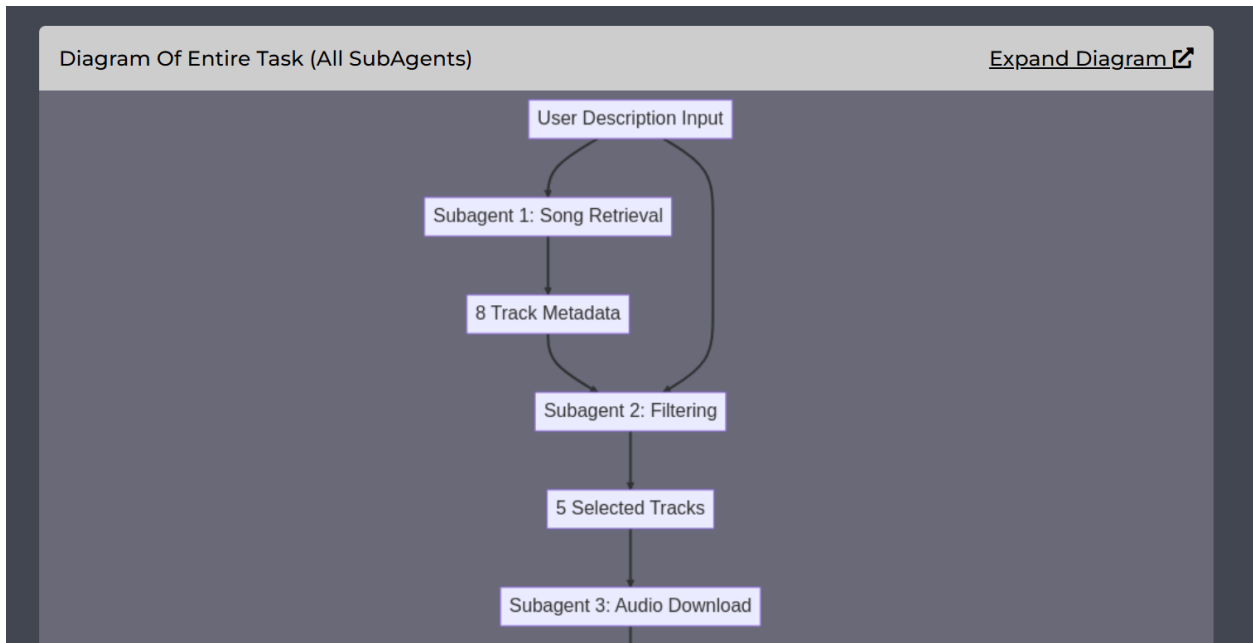 Diagram Of Entire Task (All SubAgents)
Expand Diagram
User Description Input
Subagent 1: Song Retrieval
8 Track Metadata
Subagent 2: Filtering
5 Selected Tracks
Subagent 3: Audio Download